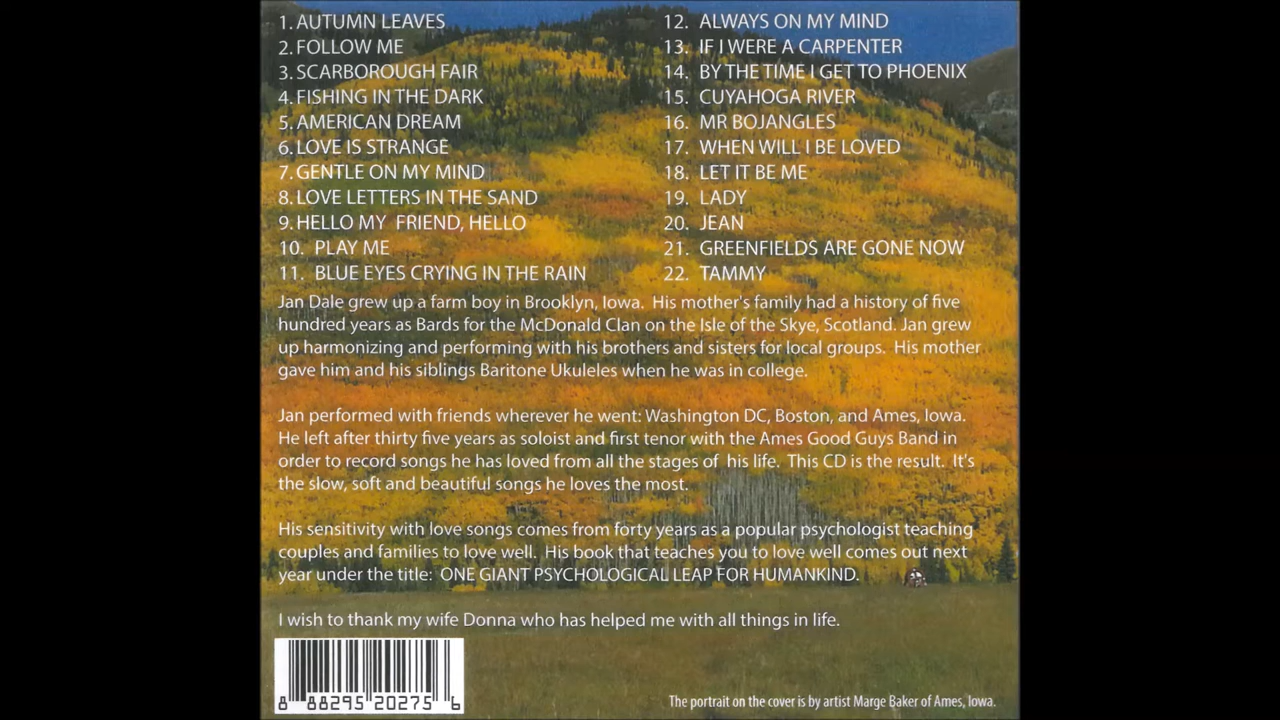 1. AUTUMN LEAVES
2. FOLLOW ME
3. SCARBOROUGH FAIR
4. FISHING IN THE DARK
5. AMERICAN DREAM
6. LOVE IS STRANGE
7. GENTLE ON MY MIND
8. LOVE LETTERS IN THE SAND
9. HELLO MY FRIEND, HELLO
10. PLAY ME
11. BLUE EYES CRYING IN THE RAIN
12. ALWAYS ON MY MIND
13. IF I WERE A CARPENTER
14. BY THE TIME I GET TO PHOENIX
15. CUYAHOGA RIVER
16. MR BOJANGLES
17. WHEN WILL I BE LOVED
18. LET IT BE ME
19. LADY
20. JEAN
21. GREENFIELDS ARE GONE NOW
22. TAMMY
Jan Dale grew up a farm boy in Brooklyn, Iowa. His mother's family had a history of five
hundred years as Bards for the McDonald Clan on the Isle of the Skye, Scotland. Jan grew
up harmonizing and performing with his brothers and sisters for local groups. His mother
gave him and his siblings Baritone Ukuleles when he was in college.
Jan performed with friends wherever he went: Washington DC, Boston, and Ames, Iowa.
He left after thirty five years as soloist and first tenor with the Ames Good Guys Band in
order to record songs he has loved from all the stages of his life. This CD is the result. It's
the slow, soft and beautiful songs he loves the most.
His sensitivity with love songs comes from forty years as a popular psychologist teaching
couples and families to love well. His book that teaches you to love well comes out next
year under the title: ONE GIANT PSYCHOLOGICAL LEAP FOR HUMANKIND.
I wish to thank my wife Donna who has helped me with all things in life.
8 88295 20275 6
The portrait on the cover is by artist Marge Baker of Ames, Iowa.